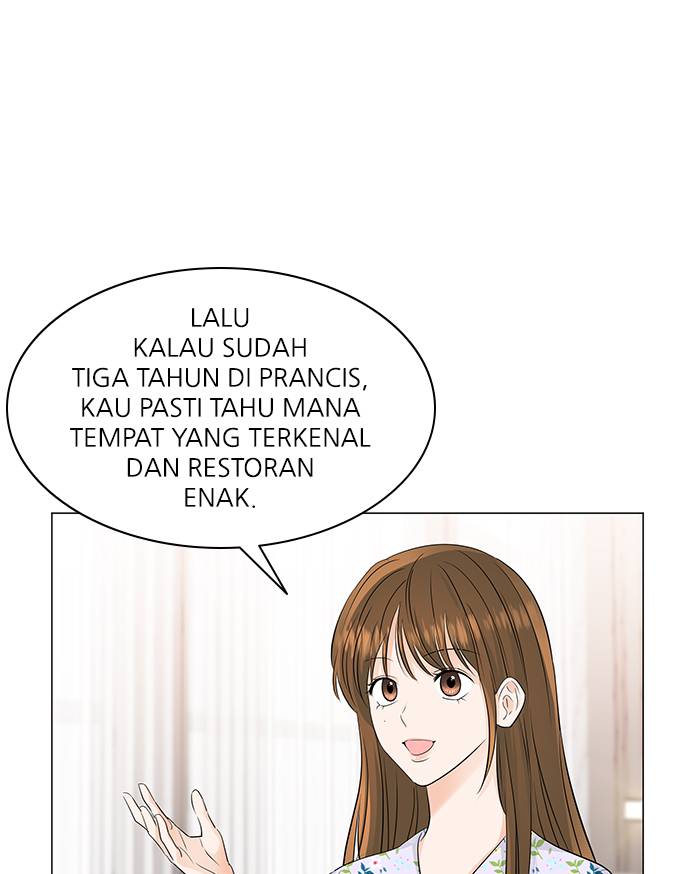 LALU
KALAU SUDAH
TIGA TAHUN DI PRANCIS,
KAU PASTI TAHU MANA
TEMPAT YANG TERKENAL
DAN RESTORAN
ENAK.